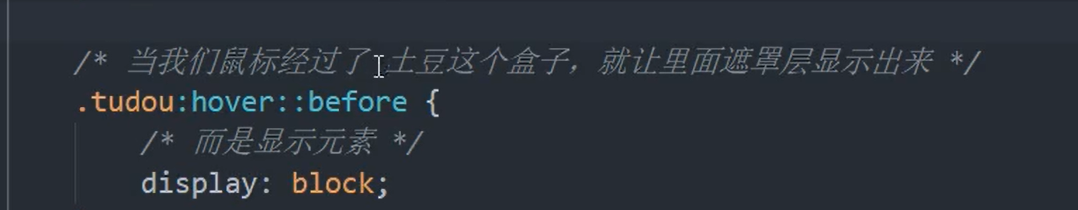 /* 当我们鼠标经过了 土豆这个盒子，就让里面遮罩层显示出来 */
.tudou:hover::before {
/* 而是显示元素 */
display: block;